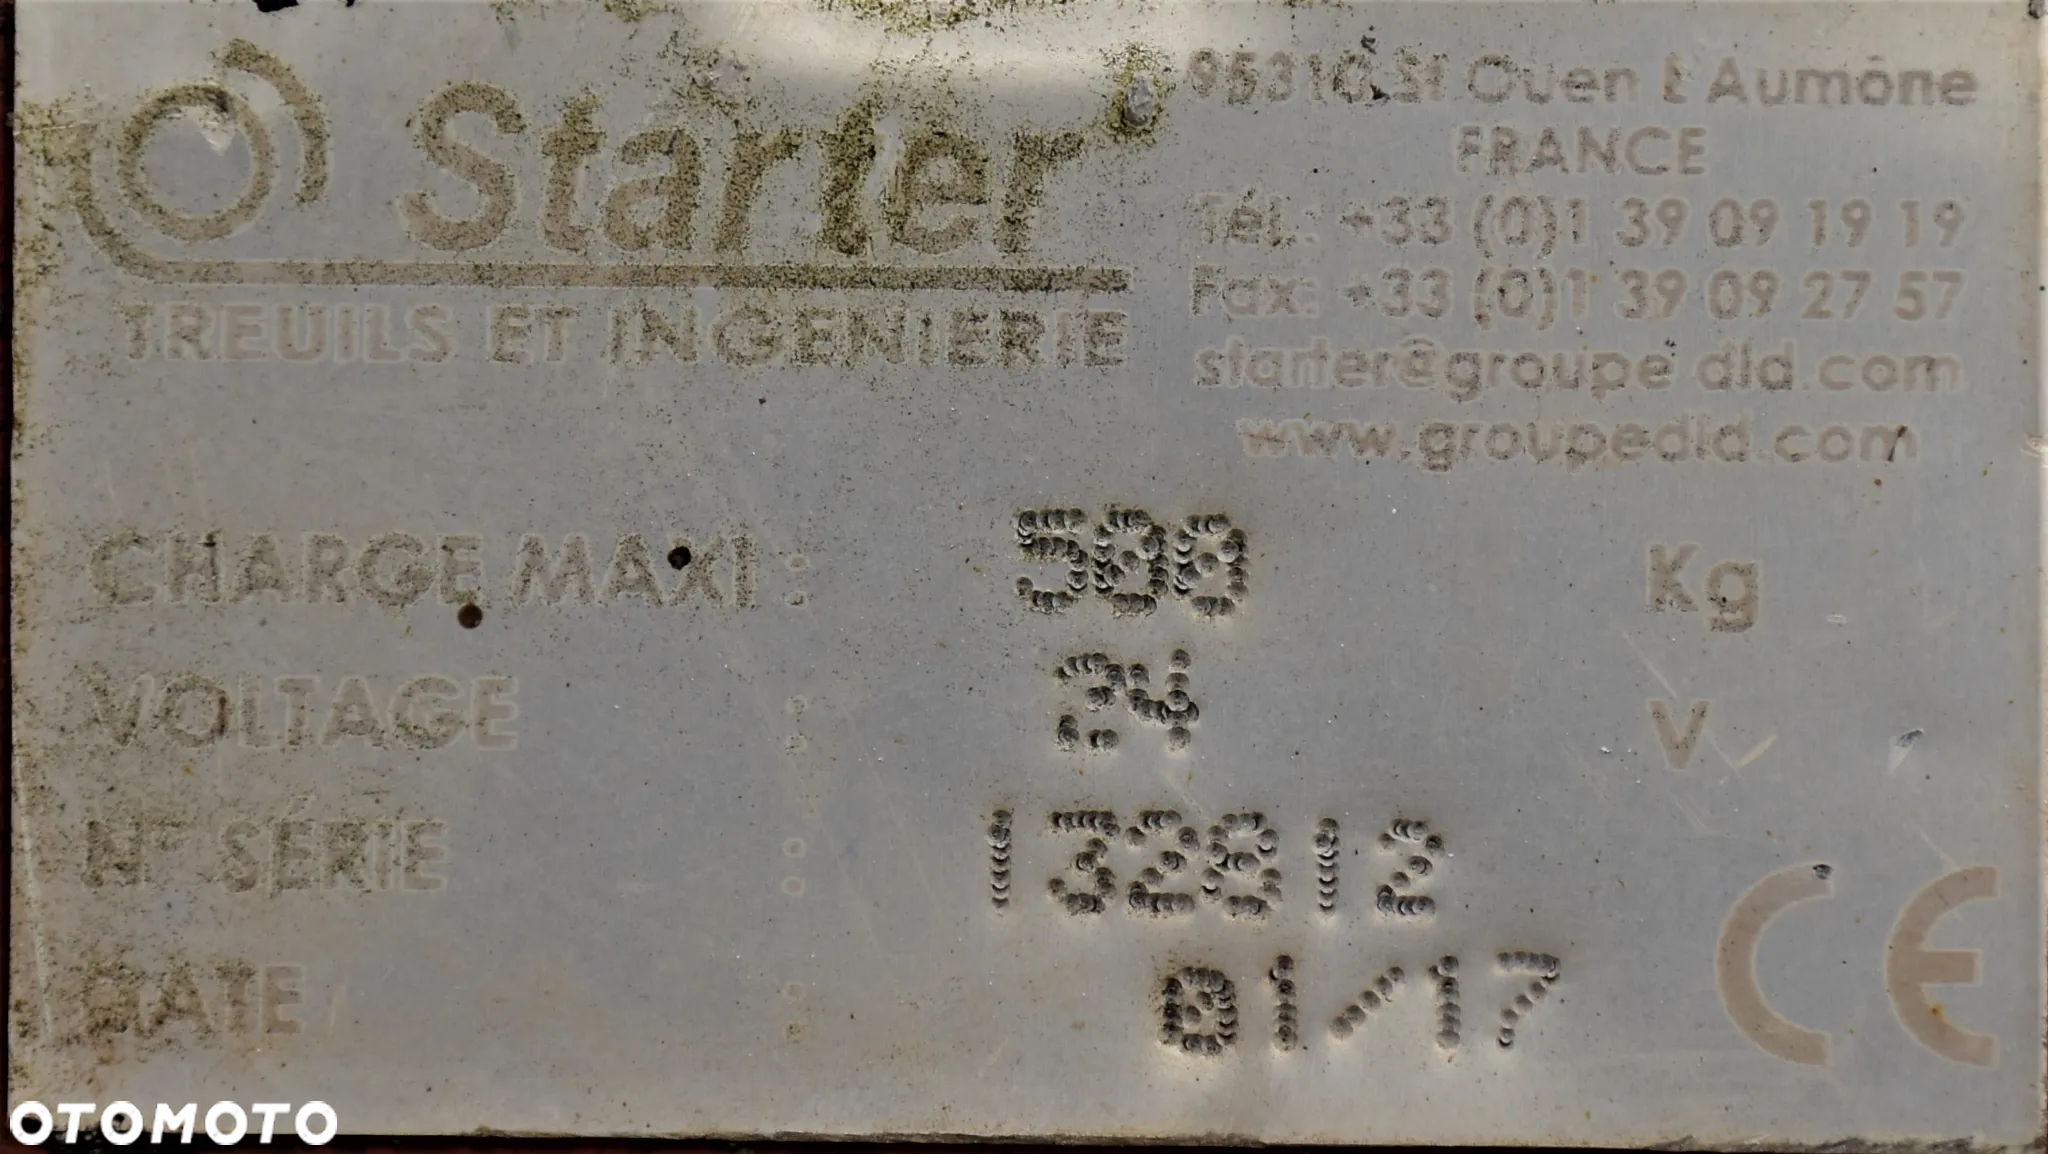 Starter
TREUILS ET INGENIERIE
95310 St Ouen L Aumône
FRANCE
Tél.: +33 (0)1 39 09 19 19
Fax: +33 (0)1 39 09 27 57
starter@groupe dld.com
www.groupedld.com
CHARGE MAXI : 500 Kg
VOLTAGE : 24 V
N° SÉRIE : 132812
DATE : 01/17
CE
OTOMOTO